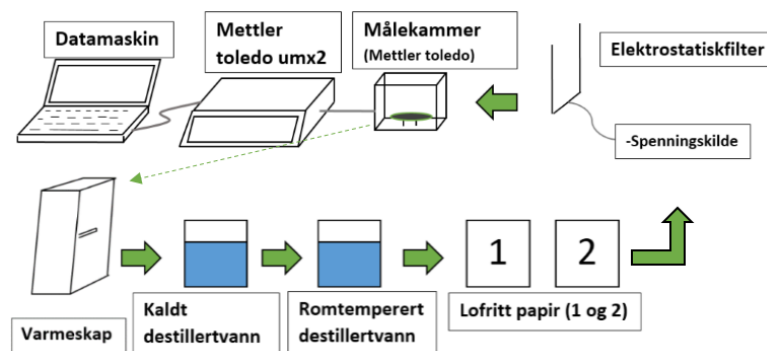 Datamaskin
Mettler
toledo umx2
Målekammer
(Mettler toledo)
Elektrostatiskfilter
-Spenningskilde
Varmeskap
Kaldt
destillertvann
Romtemperert
destillertvann
1
2
Lofritt papir (1 og 2)